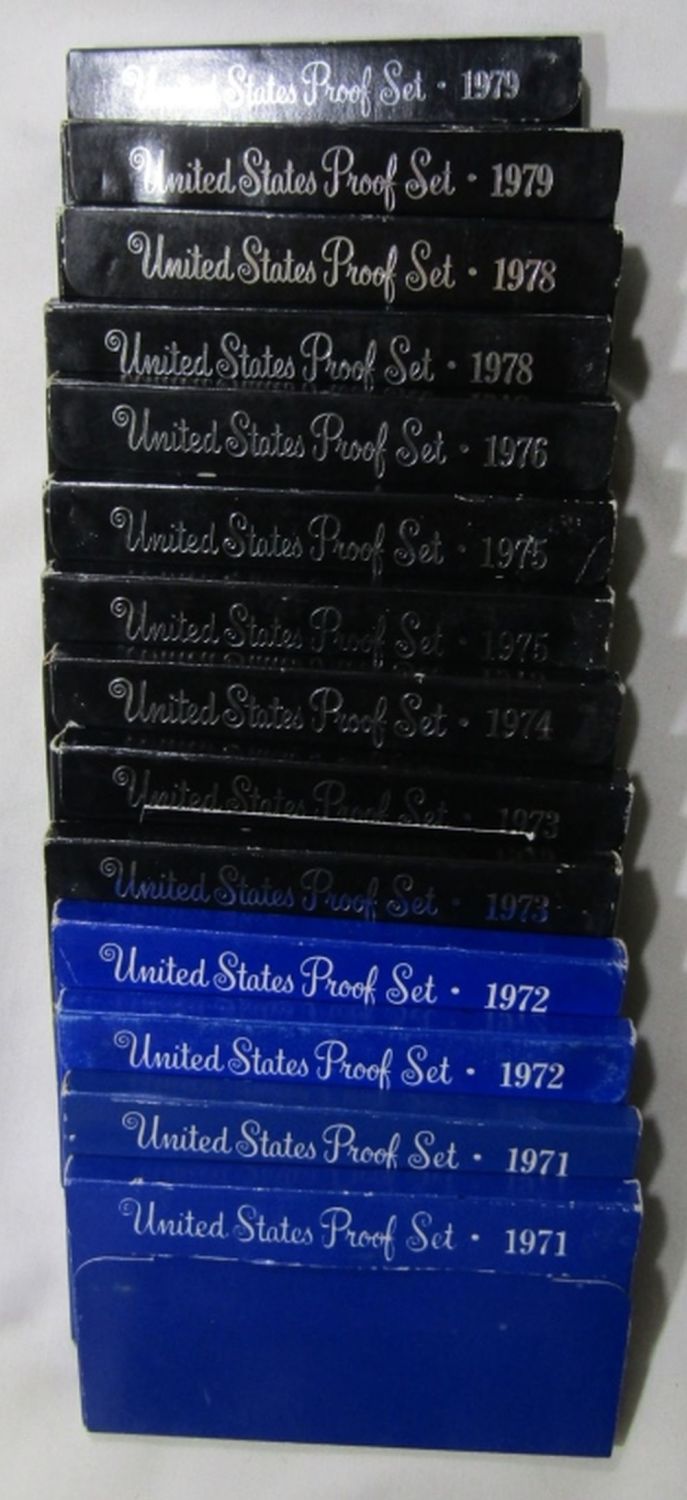 United States Proof Set · 1979
United States Proof Set · 1979
United States Proof Set · 1978
United States Proof Set · 1978
United States Proof Set · 1976
United States Proof Set · 1975
United States Proof Set · 1975
United States Proof Set · 1974
United States Proof Set · 1973
United States Proof Set · 1973
United States Proof Set · 1972
United States Proof Set · 1972
United States Proof Set · 1971
United States Proof Set · 1971